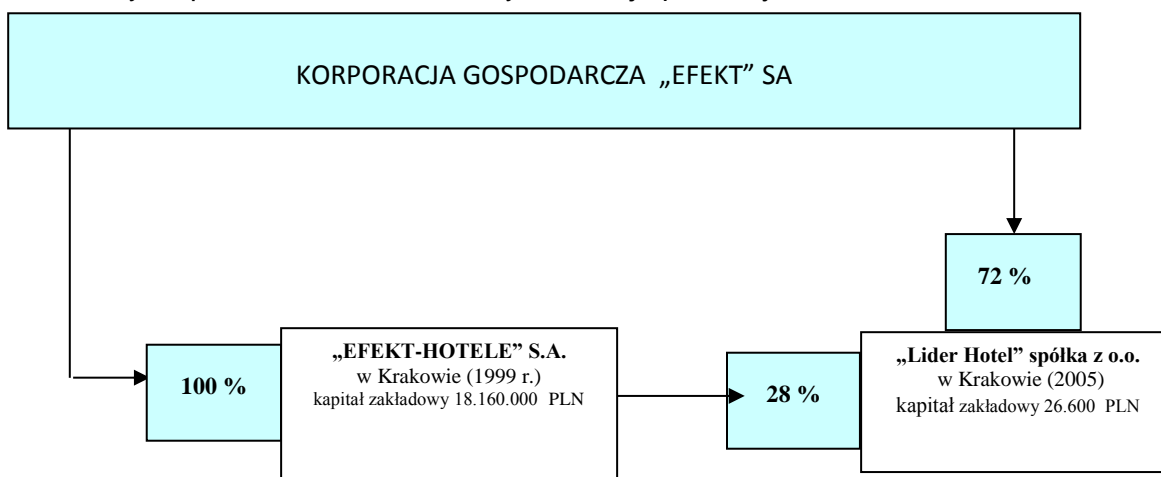 KORPORACJA GOSPODARCZA „EFEKT” SA
72 %
100 %
„EFEKT-HOTELE” S.A.
w Krakowie (1999 r.)
kapitał zakładowy 18.160.000 PLN
28 %
„Lider Hotel” spółka z o.o.
w Krakowie (2005)
kapitał zakładowy 26.600 PLN